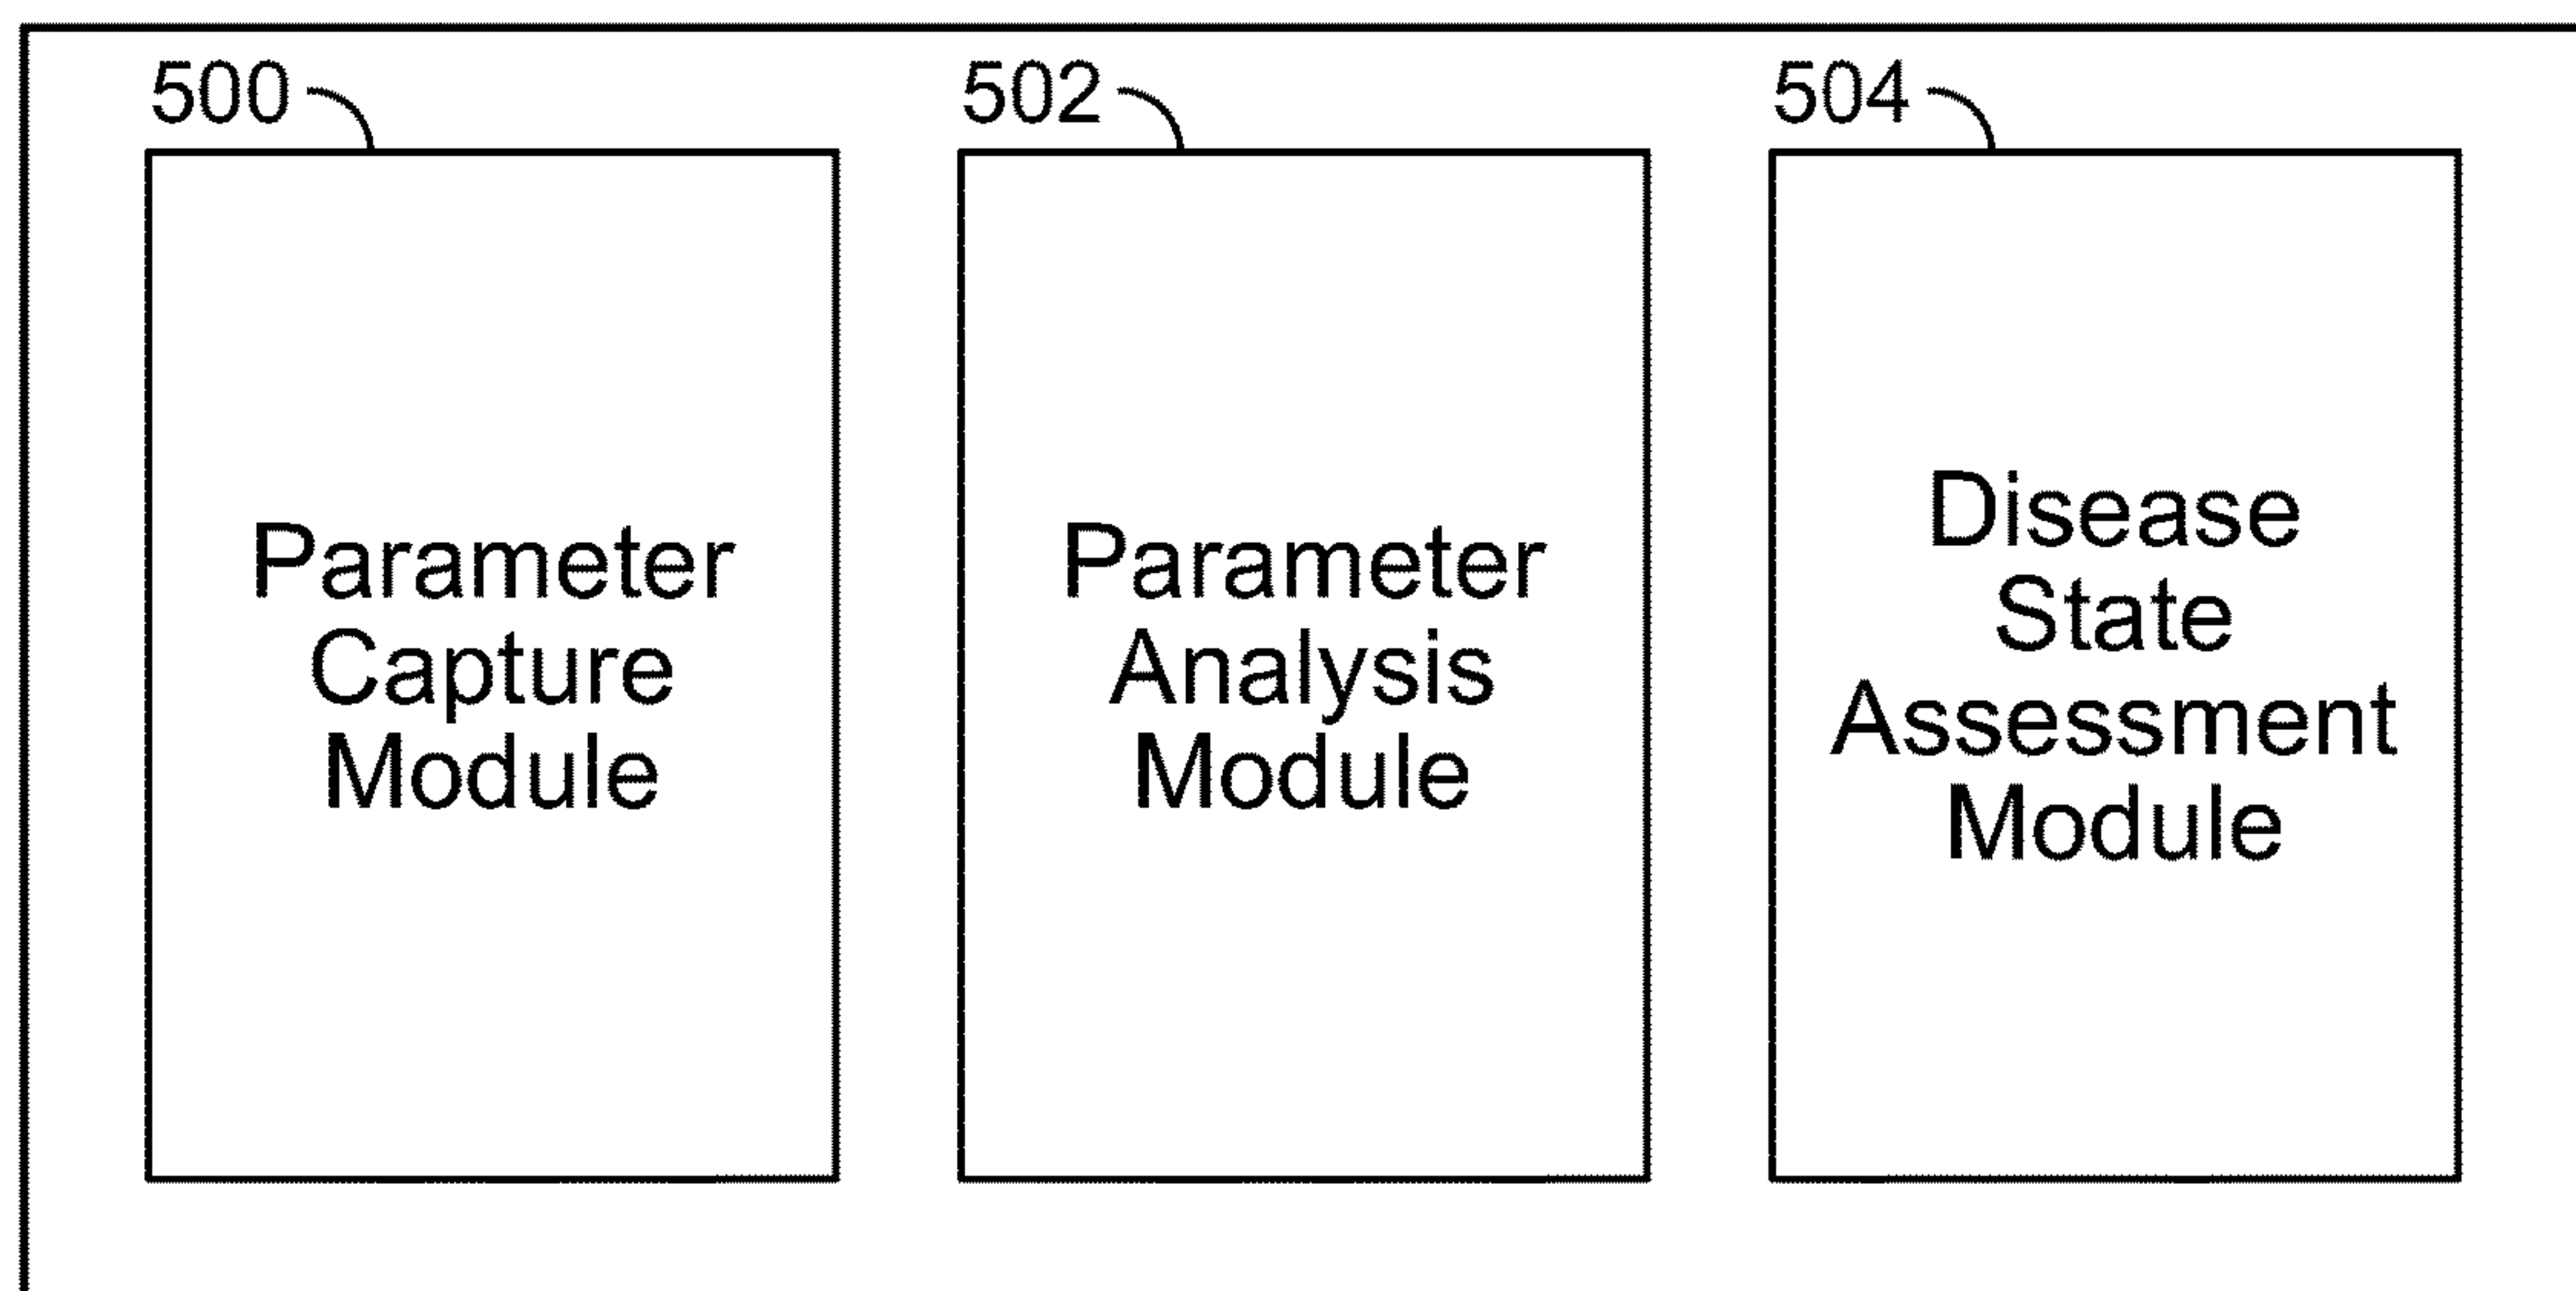 500
502
504
Parameter
Capture
Module
Parameter
Analysis
Module
Disease
State
Assessment
Module